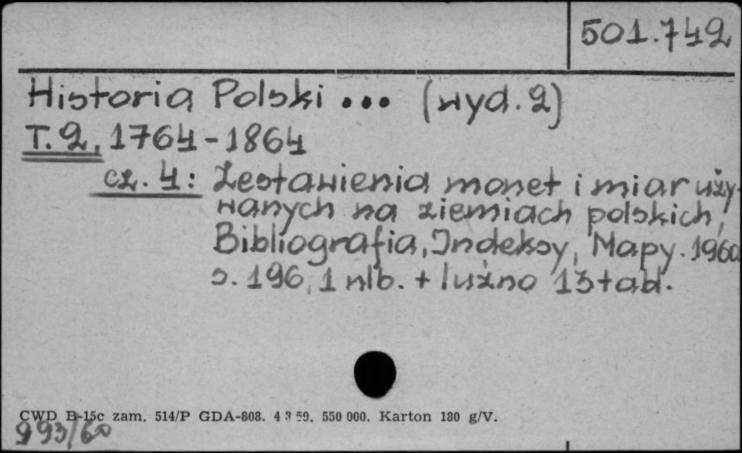 501.742
Historia Polski ... (wyd. 2)
T. 2, 1764-1864
cz. 4: Zestawienia monet i miar uży-
wanych na ziemiach polskich,
Bibliografia, Indeksy, Mapy. 1960
s. 196, 1 nlb. + luźno 13 tab.
CWD B-15c zam. 514/P GDA-808. 4 3 59. 550 000. Karton 180 g/V.
993/60